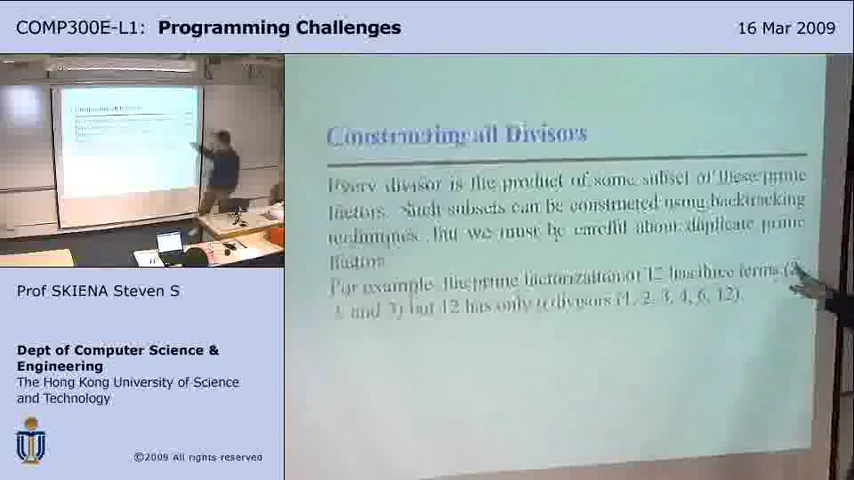 COMP300E-L1: Programming Challenges
16 Mar 2009
Constructing all Divisors
Every divisor is the product of some subset of these prime
factors. Such subsets can be constructed using backtracking
techniques, but we must be careful about duplicate prime
factors.
For example, the prime factorization of 12 has three terms (2,
2, and 3) but 12 has only 6 divisors (1, 2, 3, 4, 6, 12).
Prof SKIENA Steven S
Dept of Computer Science &
Engineering
The Hong Kong University of Science
and Technology
©2009 All rights reserved